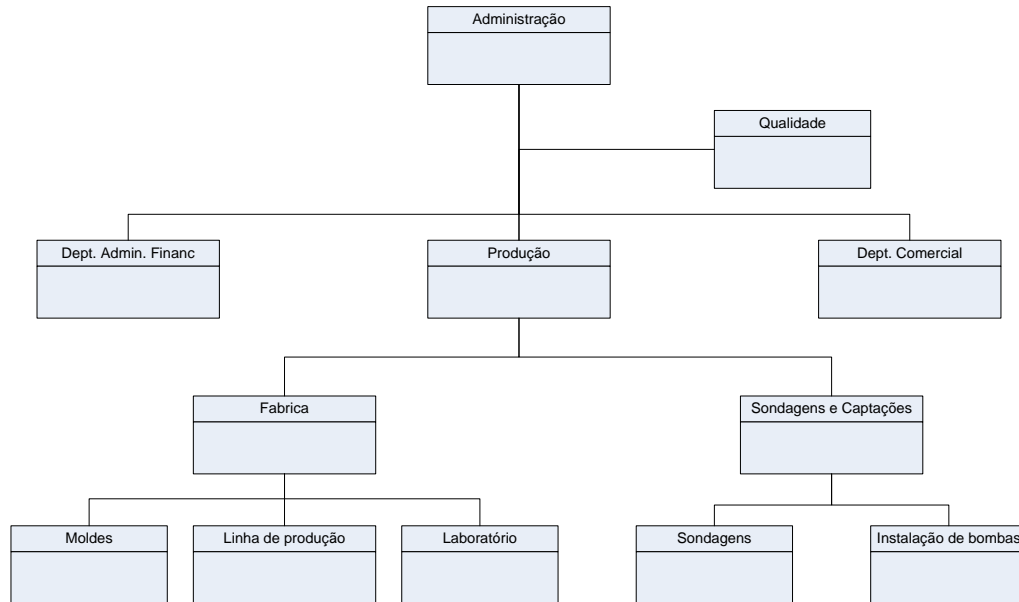 Administração
Qualidade
Dept. Admin. Financ
Produção
Dept. Comercial
Fabrica
Sondagens e Captações
Moldes
Linha de produção
Laboratório
Sondagens
Instalação de bombas